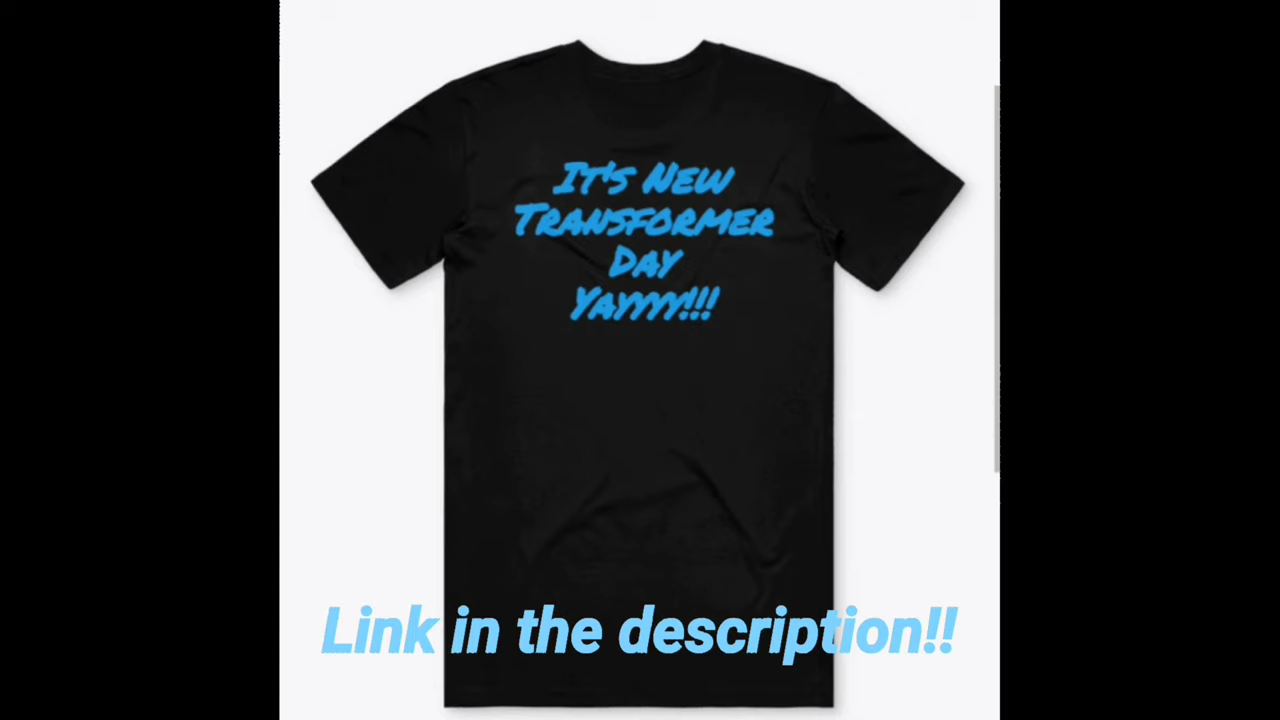 It's New
Transformer
Day
Yayyyy!!!
Link in the description!!